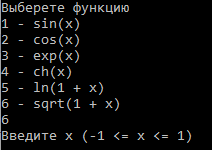 Выберете функцию
1 - sin(x)
2 - cos(x)
3 - exp(x)
4 - ch(x)
5 - ln(1 + x)
6 - sqrt(1 + x)
6
Введите x (-1 <= x <= 1)